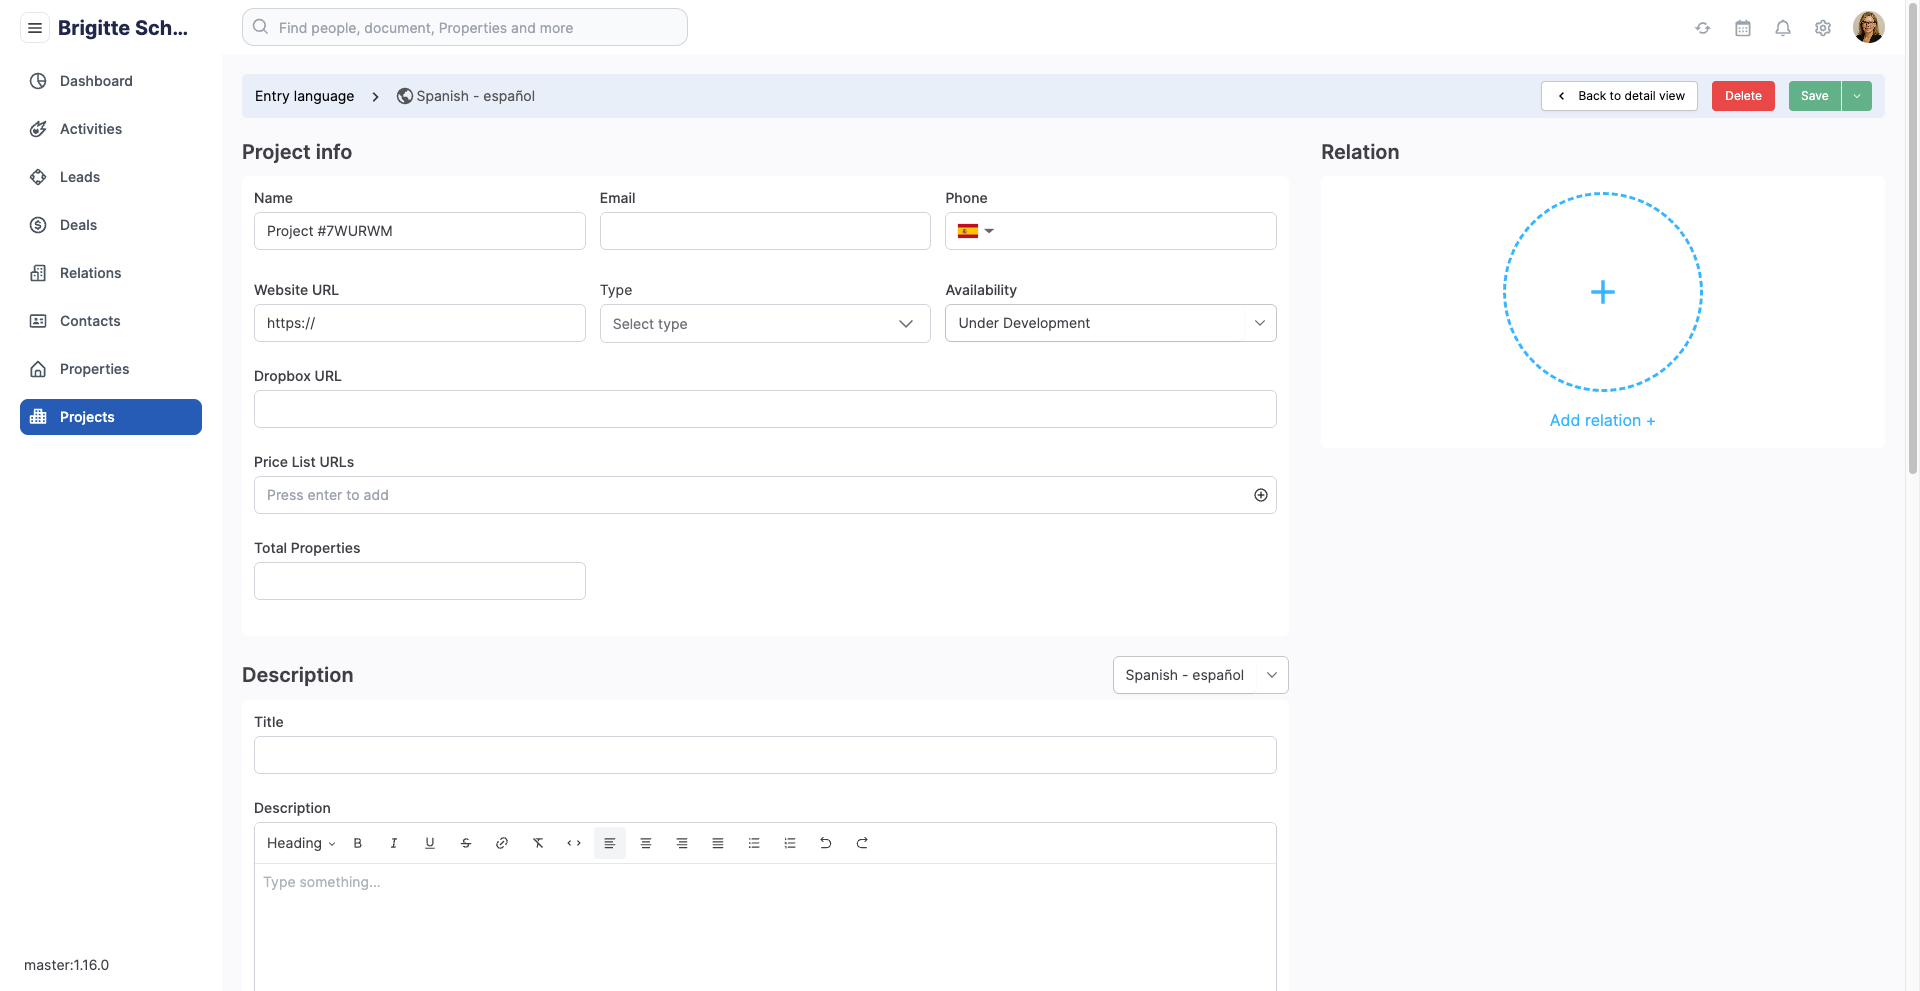 Brigitte Sch...
Find people, document, Properties and more
Dashboard
Activities
Leads
Deals
Relations
Contacts
Properties
Projects
master:1.16.0
Entry language
Spanish - español
Back to detail view
Delete
Save
Project info
Name
Project #7WURWM
Email
Phone
Website URL
https://
Type
Select type
Availability
Under Development
Dropbox URL
Price List URLs
Press enter to add
Total Properties
Relation
Add relation +
Description
Spanish - español
Title
Description
Heading
Type something...